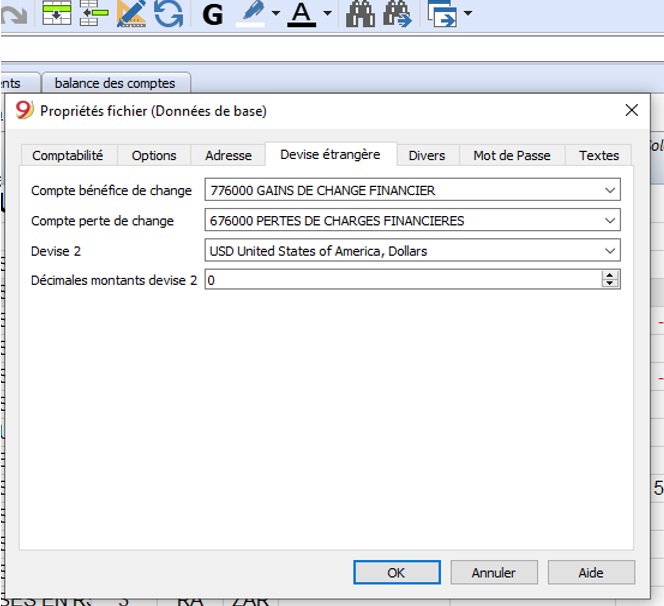 G A
nts balance des comptes
9 Propriétés fichier (Données de base)
Comptabilité Options Adresse Devise étrangère Divers Mot de Passe Textes
Compte bénéfice de change 776000 GAINS DE CHANGE FINANCIER
Compte perte de change 676000 PERTES DE CHARGES FINANCIERES
Devise 2 USD United States of America, Dollars
Décimales montants devise 2 0
5
OK Annuler Aide